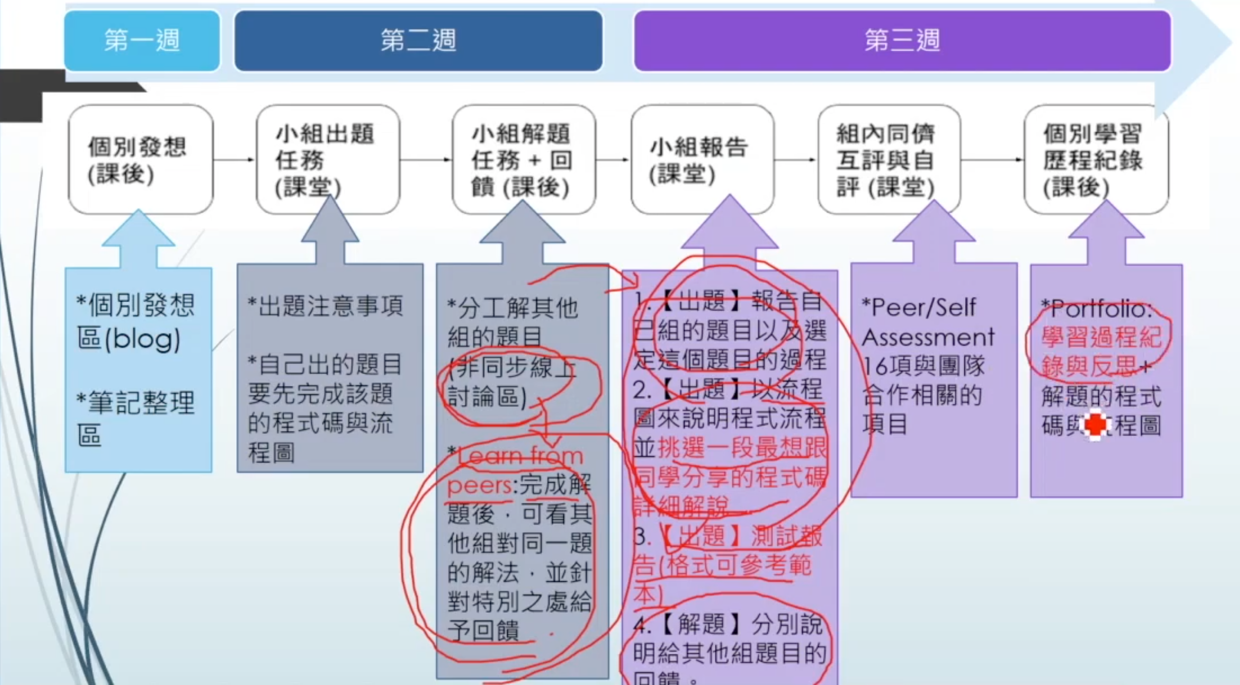 第一週
第二週
第三週
個別發想
(課後)
小組出題
任務
(課堂)
小組解題
任務 + 回
饋 (課後)
小組報告
(課堂)
組內同儕
互評與自
評 (課堂)
個別學習
歷程紀錄
(課後)
*個別發想
區(blog)
*筆記整理
區
*出題注意事項
*自己出的題目
要先完成該題
的程式碼與流
程圖
*分工解其他
組的題目
(非同步線上
討論區)
*Learn from
peers:完成解
題後，可看其
他組對同一題
的解法，並針
對特別之處給
予回饋
1.【出題】報告自
己組的題目以及選
定這個題目的過程
2.【出題】以流程
圖來說明程式流程
並挑選一段最想跟
同學分享的程式碼
詳細解說
3.【出題】測試報
告(格式可參考範
本)
4.【解題】分別說
明給其他組題目的
回饋。
*Peer/Self
Assessment
16項與團隊
合作相關的
項目
*Portfolio:
學習過程紀
錄與反思+
解題的程式
碼與流程圖